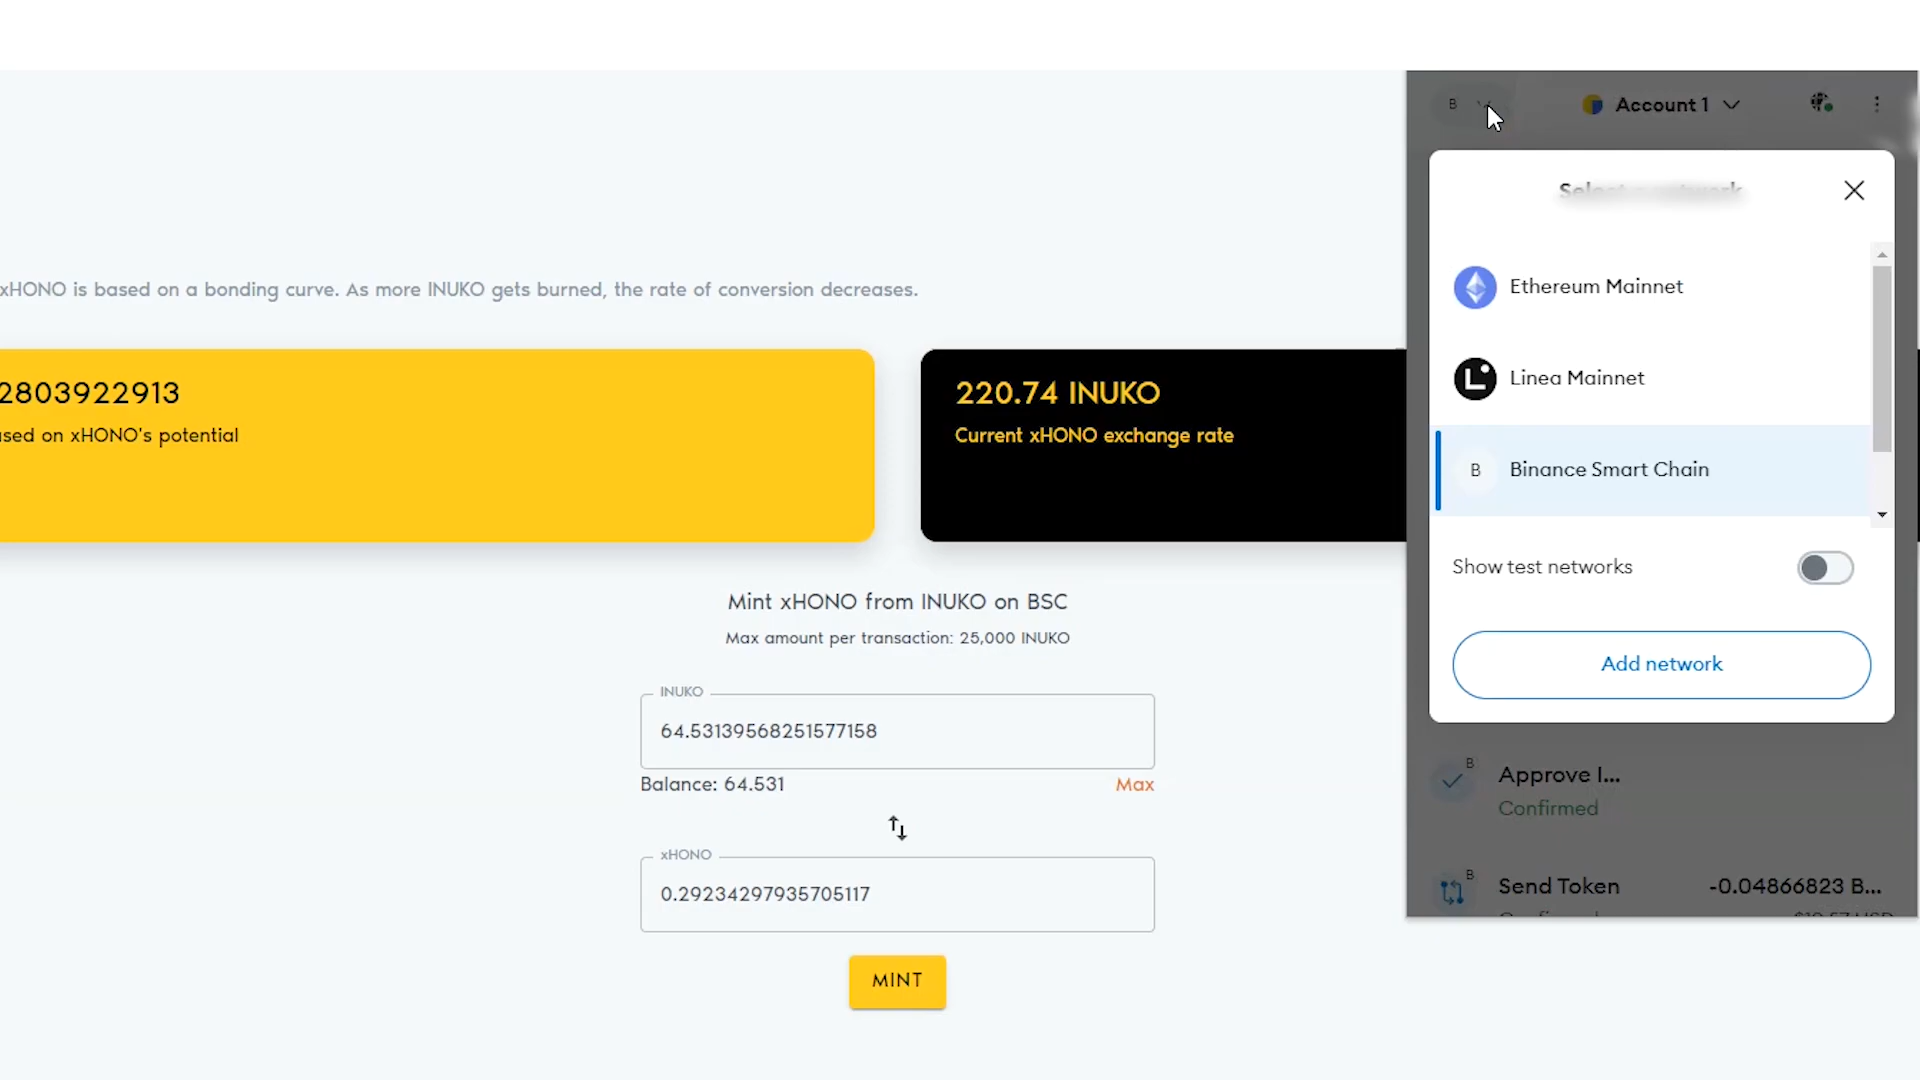 xHONO is based on a bonding curve. As more INUKO gets burned, the rate of conversion decreases.
2803922913
sed on xHONO's potential
220.74 INUKO
Current xHONO exchange rate
Mint xHONO from INUKO on BSC
Max amount per transaction: 25,000 INUKO
INUKO
64.53139568251577158
Balance: 64.531
Max
xHONO
0.29234297935705117
MINT
B
Account 1
Select a network
Ethereum Mainnet
Linea Mainnet
B Binance Smart Chain
Show test networks
Add network
B
Approve I...
Confirmed
B
Send Token
-0.04866823 B...